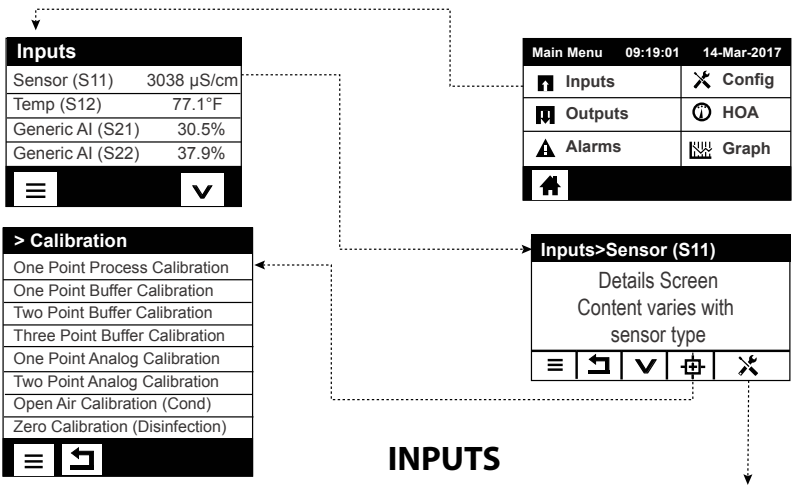 Inputs
Sensor (S11) 3038 µS/cm
Temp (S12) 77.1°F
Generic AI (S21) 30.5%
Generic AI (S22) 37.9%
Main Menu 09:19:01 14-Mar-2017
Inputs Config
Outputs HOA
Alarms Graph
> Calibration
One Point Process Calibration
One Point Buffer Calibration
Two Point Buffer Calibration
Three Point Buffer Calibration
One Point Analog Calibration
Two Point Analog Calibration
Open Air Calibration (Cond)
Zero Calibration (Disinfection)
Inputs>Sensor (S11)
Details Screen
Content varies with
sensor type
INPUTS